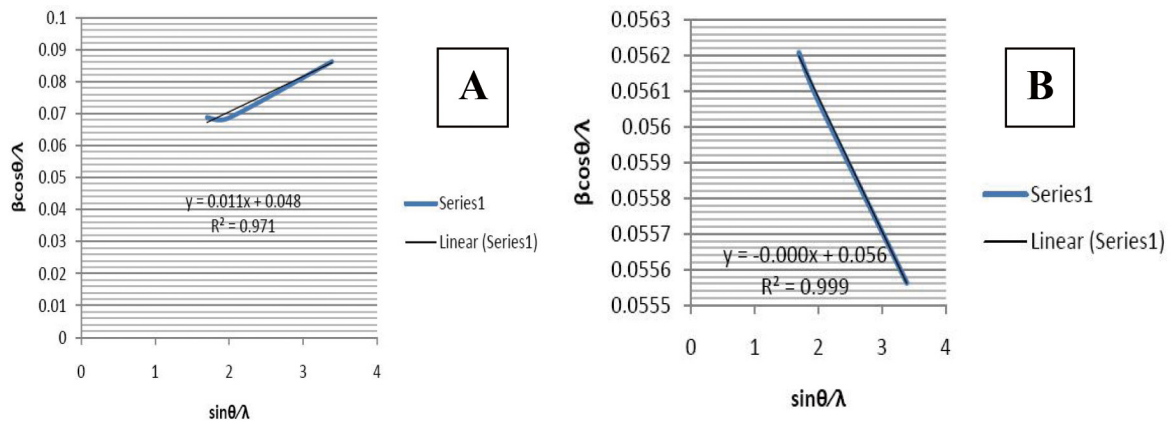 0.1
0.09
0.08
0.07
0.06
0.05
0.04
0.03
0.02
0.01
0
βcosθ/λ
y = 0.011x + 0.048
R² = 0.971
0 1 2 3 4
sinθ/λ
A
Series1
Linear (Series1)
0.0563
0.0562
0.0561
0.056
0.0559
0.0558
0.0557
0.0556
0.0555
βcosθ/λ
y = -0.000x + 0.056
R² = 0.999
0 1 2 3 4
sinθ/λ
B
Series1
Linear (Series1)